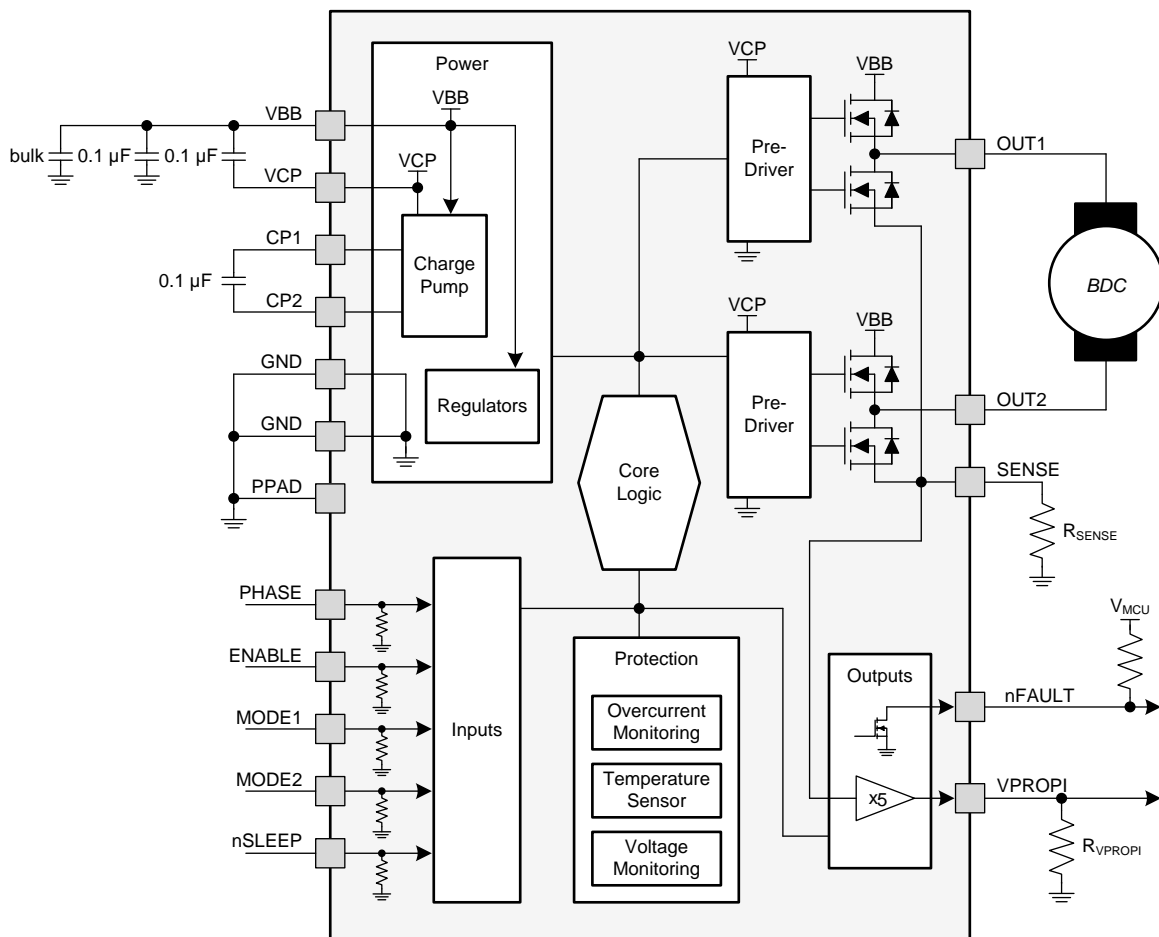 Power
VBB
VCP
Charge
Pump
Regulators
VBB
bulk
0.1 µF
0.1 µF
VCP
CP1
0.1 µF
CP2
GND
GND
PPAD
PHASE
ENABLE
MODE1
MODE2
nSLEEP
Inputs
Core
Logic
Protection
Overcurrent
Monitoring
Temperature
Sensor
Voltage
Monitoring
VCP
Pre-
Driver
VBB
VCP
Pre-
Driver
VBB
OUT1
BDC
OUT2
SENSE
RSENSE
VMCU
Outputs
nFAULT
x5
VPROPI
RVPROPI